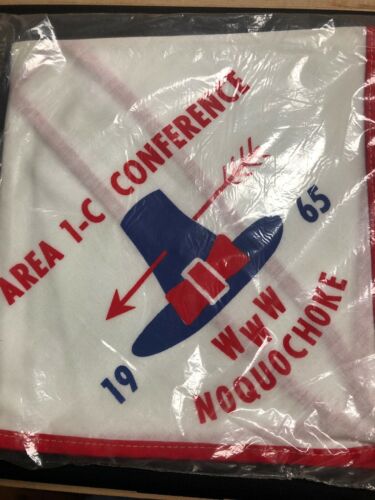 AREA 1-C CONFERENCE
19 65
WWW
NOQUOCHOKE